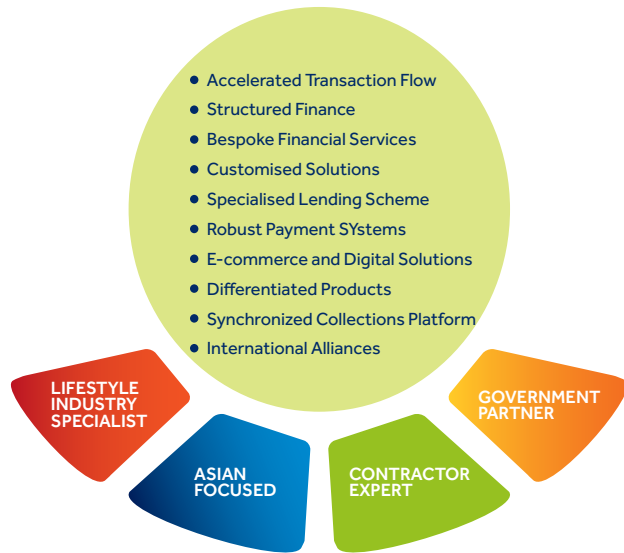 • Accelerated Transaction Flow
• Structured Finance
• Bespoke Financial Services
• Customised Solutions
• Specialised Lending Scheme
• Robust Payment SYstems
• E-commerce and Digital Solutions
• Differentiated Products
• Synchronized Collections Platform
• International Alliances
LIFESTYLE
INDUSTRY
SPECIALIST
ASIAN
FOCUSED
CONTRACTOR
EXPERT
GOVERNMENT
PARTNER